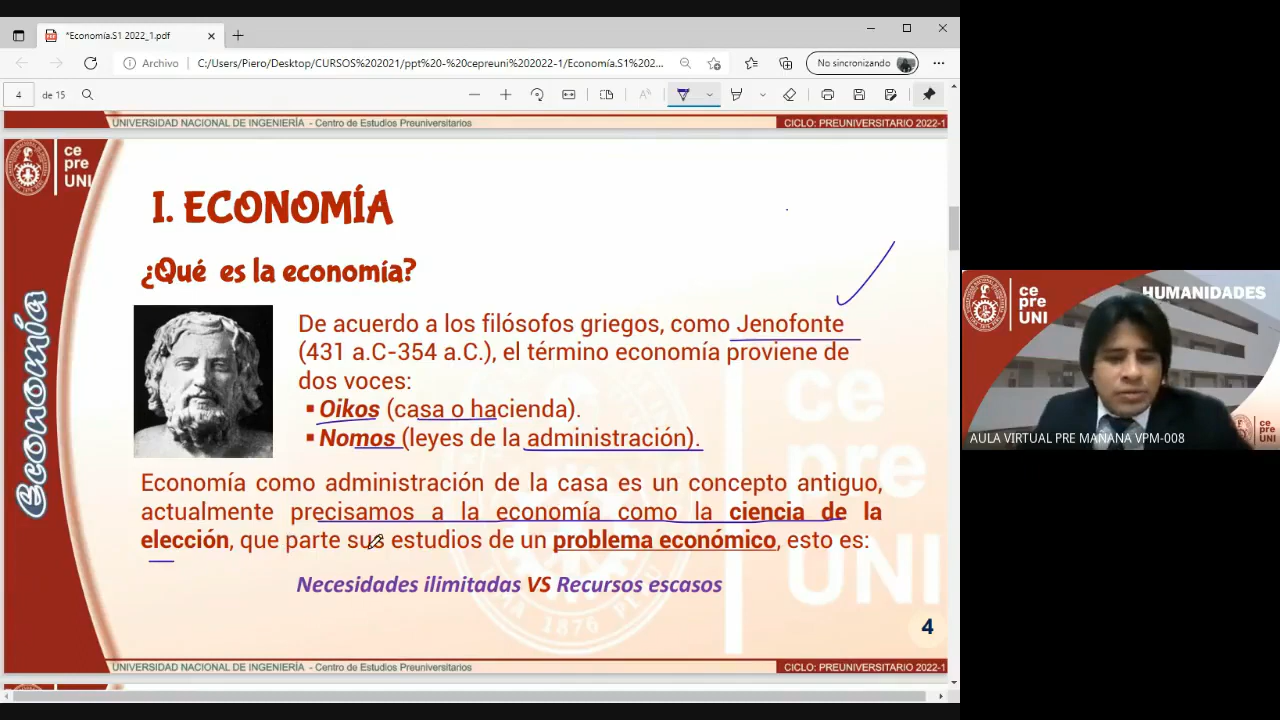 *Economía.S1 2022_1.pdf
Archivo
C:/Users/Piero/Desktop/CURSOS%202021/ppt%20-%20cepreuni%202022-1/Economía.S1%202...
No sincronizando
4 de 15
UNIVERSIDAD NACIONAL DE INGENIERÍA - Centro de Estudios Preuniversitarios
CICLO: PREUNIVERSITARIO 2022-1
ce
pre
UNI
Economía
I. ECONOMÍA
¿Qué es la economía?
De acuerdo a los filósofos griegos, como Jenofonte
(431 a.C-354 a.C.), el término economía proviene de
dos voces:
▪ Oikos (casa o hacienda).
▪ Nomos (leyes de la administración).
Economía como administración de la casa es un concepto antiguo,
actualmente precisamos a la economía como la ciencia de la
elección, que parte sus estudios de un problema económico, esto es:
Necesidades ilimitadas VS Recursos escasos
ce
pre
UNI
1876
4
UNIVERSIDAD NACIONAL DE INGENIERÍA - Centro de Estudios Preuniversitarios
CICLO: PREUNIVERSITARIO 2022-1
ce
pre
UNI
HUMANIDADES
AULA VIRTUAL PRE MAÑANA VPM-008